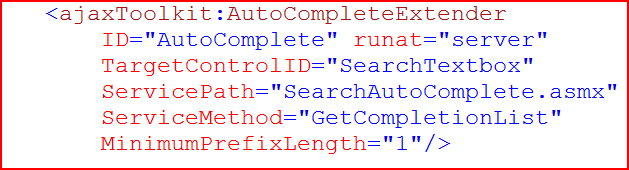 <ajaxToolkit:AutoCompleteExtender
ID="AutoComplete" runat="server"
TargetControlID="SearchTextbox"
ServicePath="SearchAutoComplete.asmx"
ServiceMethod="GetCompletionList"
MinimumPrefixLength="1"/>